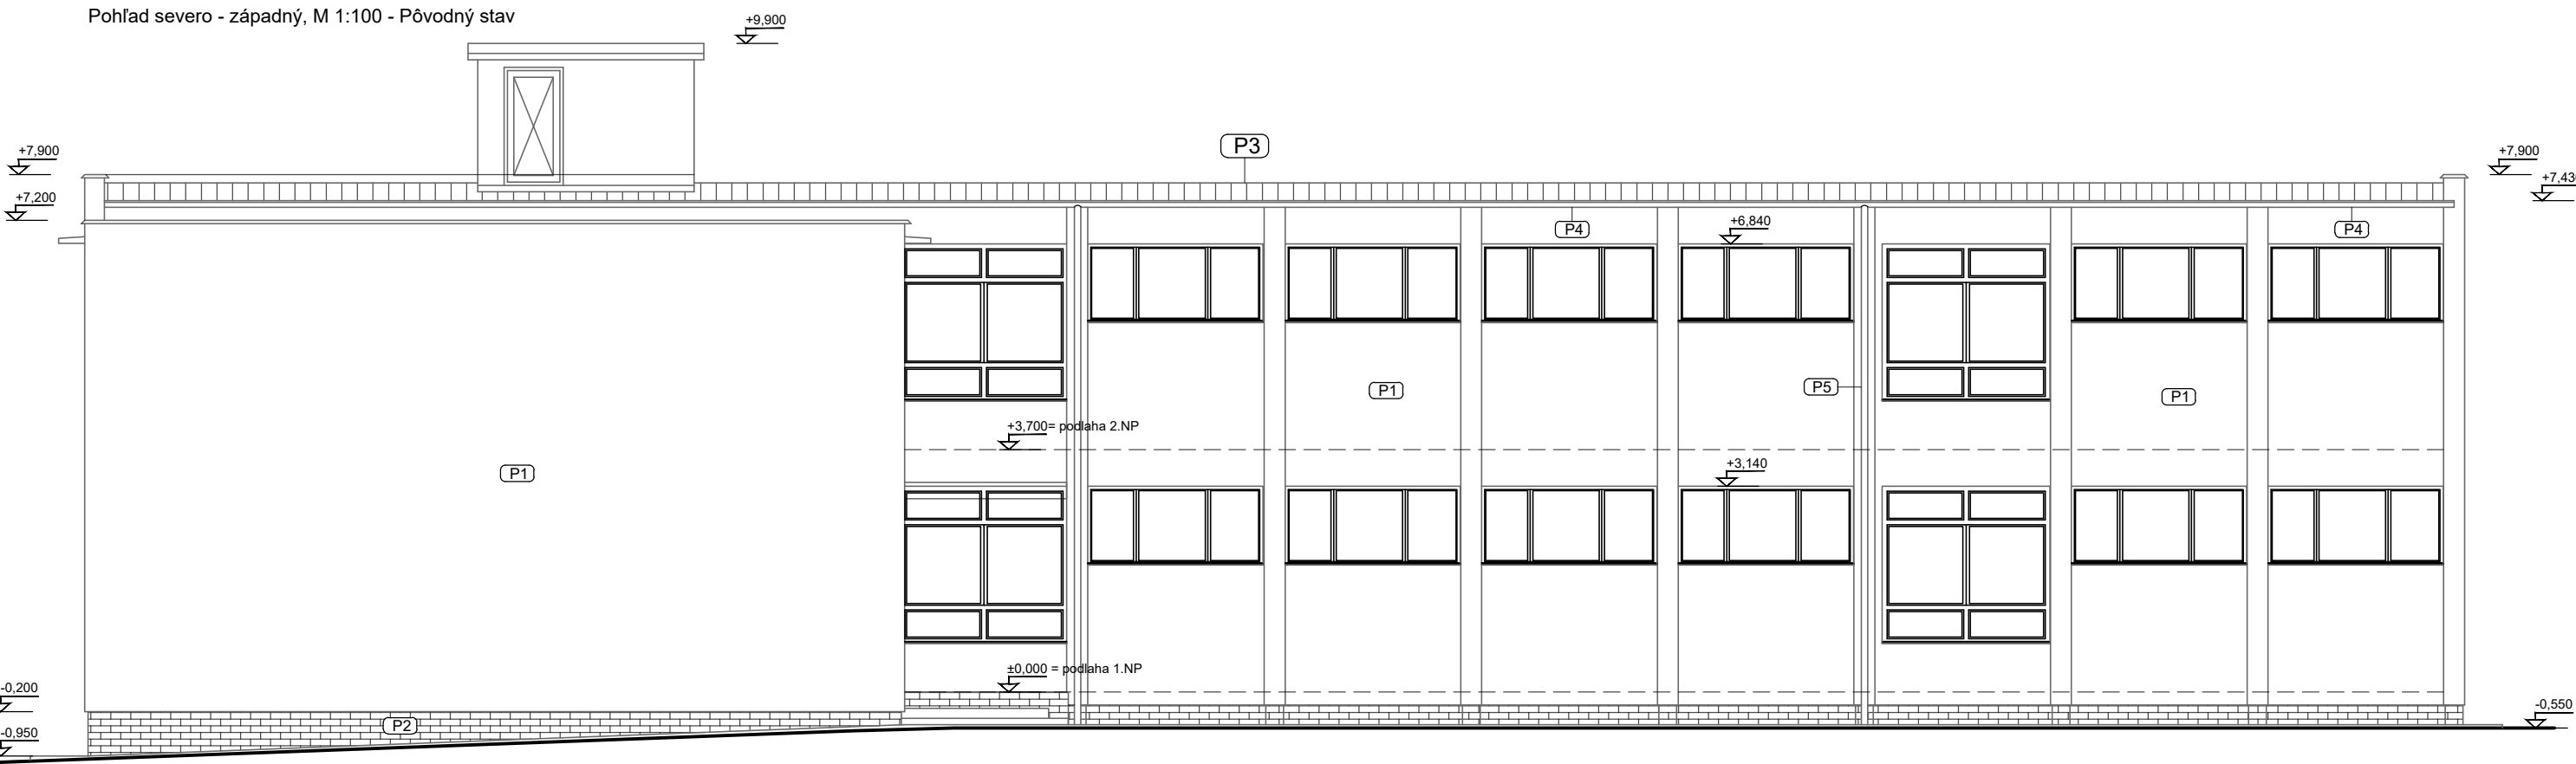 Pohľad severo - západný, M 1:100 - Pôvodný stav
+9,900
P3
+7,900
+7,900
+7,200
+7,43
P4
+6,840
P4
P1
P5
P1
+3,700= podlaha 2.NP
P1
+3,140
±0,000 = podlaha 1.NP
-0,200
-0,550
P2
-0,950